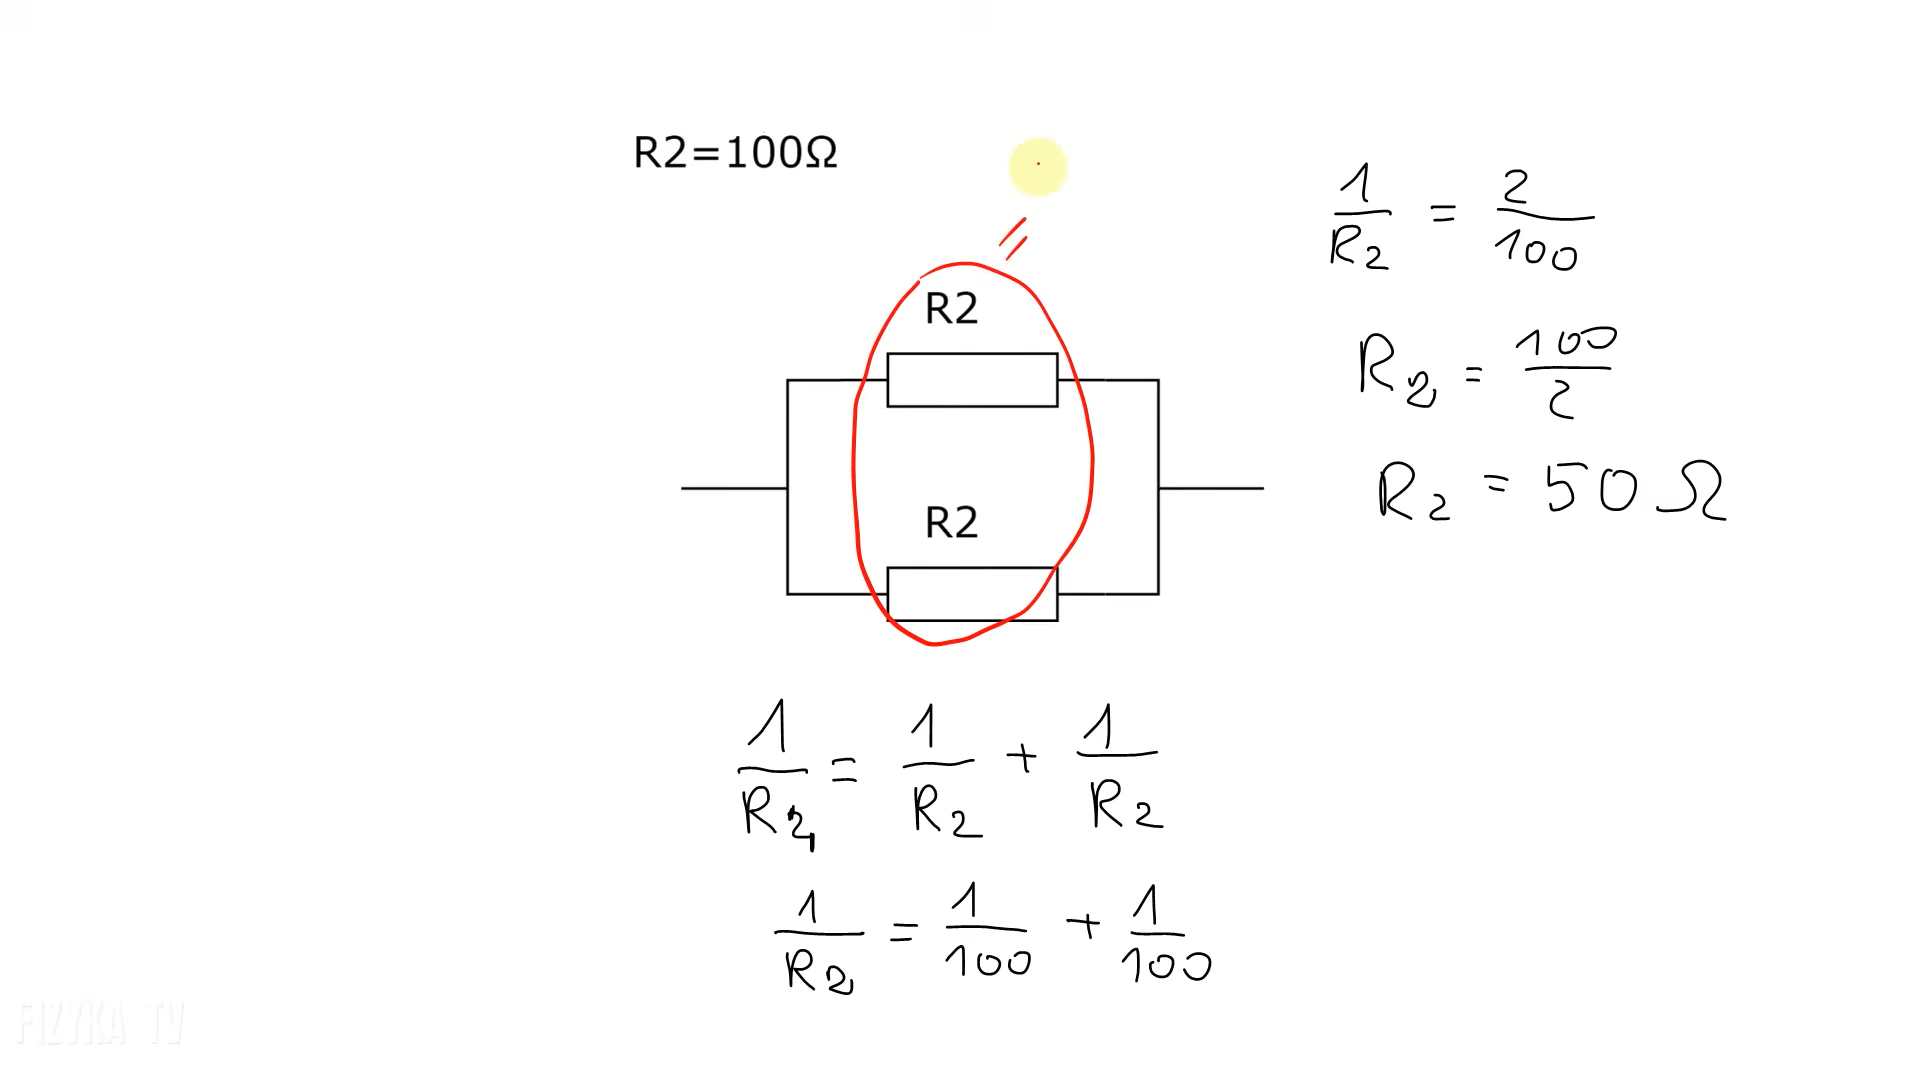 R2=100Ω
R2
R2
1/R2 = 1/R2 + 1/R2
1/R2 = 1/100 + 1/100
1/R2 = 2/100
R2 = 100/2
R2 = 50 Ω
FIZYKA TV